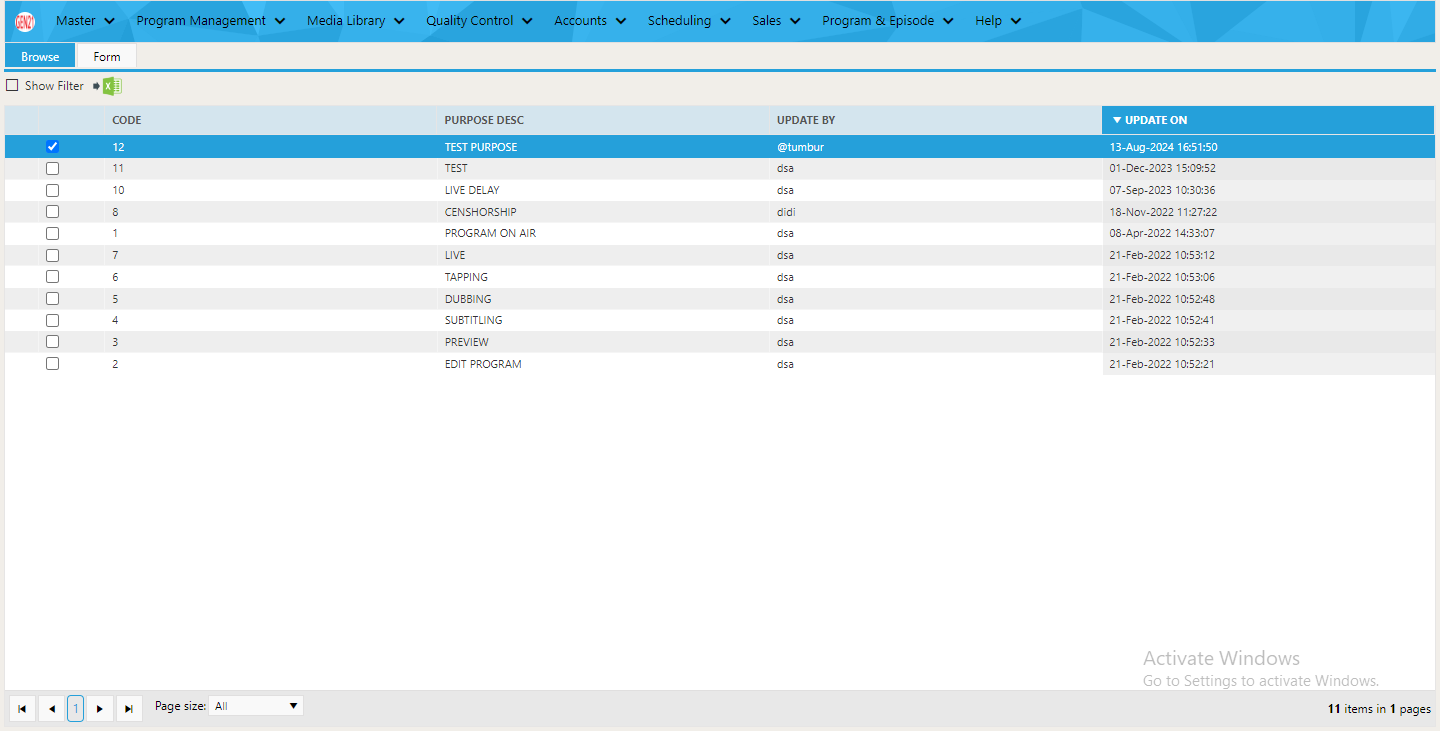 GEN21 Master Program Management Media Library Quality Control Accounts Scheduling Sales Program & Episode Help
Browse Form
Show Filter
CODE PURPOSE DESC UPDATE BY UPDATE ON
12 TEST PURPOSE @tumbur 13-Aug-2024 16:51:50
11 TEST dsa 01-Dec-2023 15:09:52
10 LIVE DELAY dsa 07-Sep-2023 10:30:36
8 CENSHORSHIP didi 18-Nov-2022 11:27:22
1 PROGRAM ON AIR dsa 08-Apr-2022 14:33:07
7 LIVE dsa 21-Feb-2022 10:53:12
6 TAPPING dsa 21-Feb-2022 10:53:06
5 DUBBING dsa 21-Feb-2022 10:52:48
4 SUBTITLING dsa 21-Feb-2022 10:52:41
3 PREVIEW dsa 21-Feb-2022 10:52:33
2 EDIT PROGRAM dsa 21-Feb-2022 10:52:21
Activate Windows
Go to Settings to activate Windows.
1 Page size: All 11 items in 1 pages